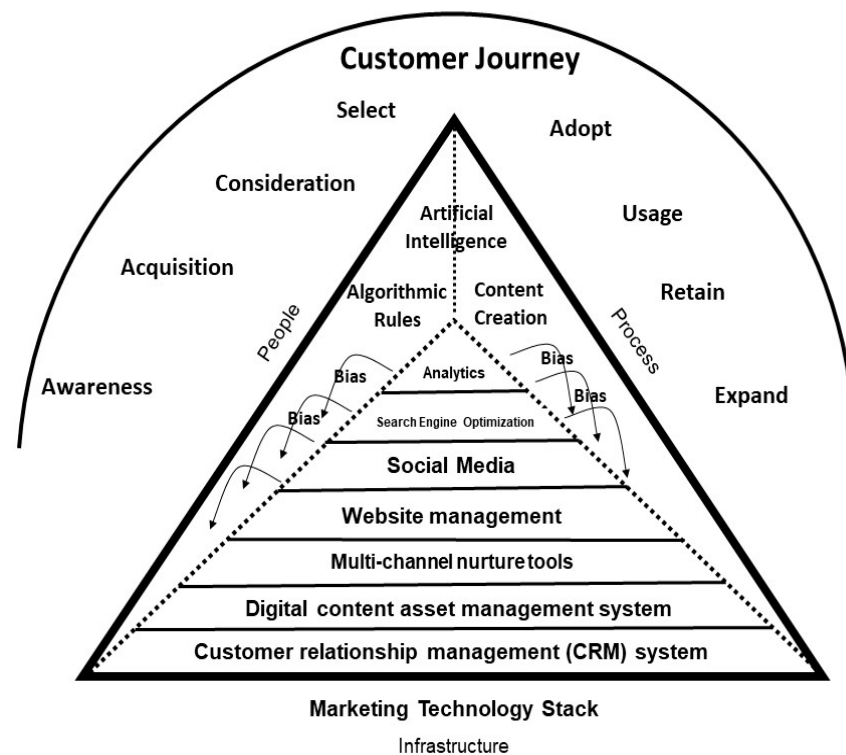 Customer Journey
Select
Adopt
Consideration
Usage
Artificial
Intelligence
Acquisition
Retain
Algorithmic
Rules
Content
Creation
People
Process
Awareness
Expand
Bias
Bias
Bias
Bias
Analytics
Search Engine Optimization
Social Media
Website management
Multi-channel nurture tools
Digital content asset management system
Customer relationship management (CRM) system
Marketing Technology Stack
Infrastructure